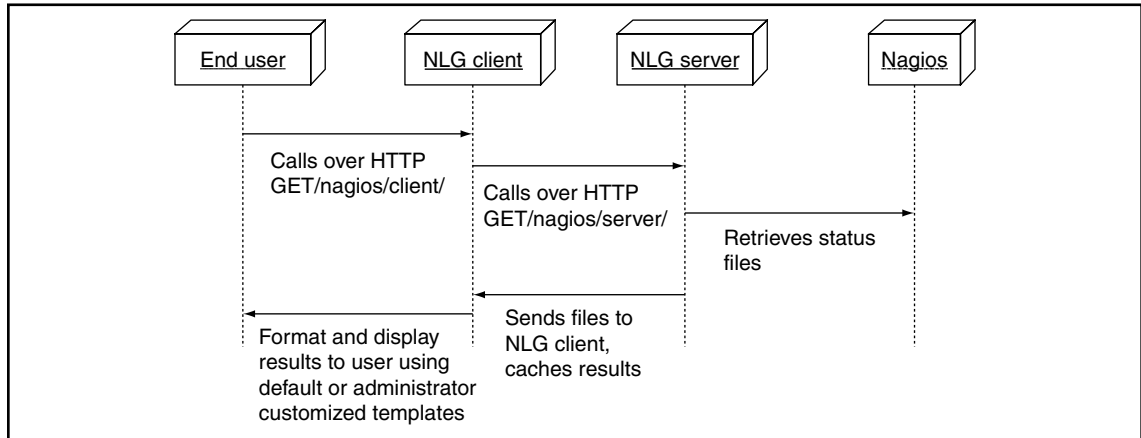 End user
NLG client
NLG server
Nagios
Calls over HTTP
GET/nagios/client/
Calls over HTTP
GET/nagios/server/
Retrieves status
files
Sends files to
NLG client,
caches results
Format and display
results to user using
default or administrator
customized templates